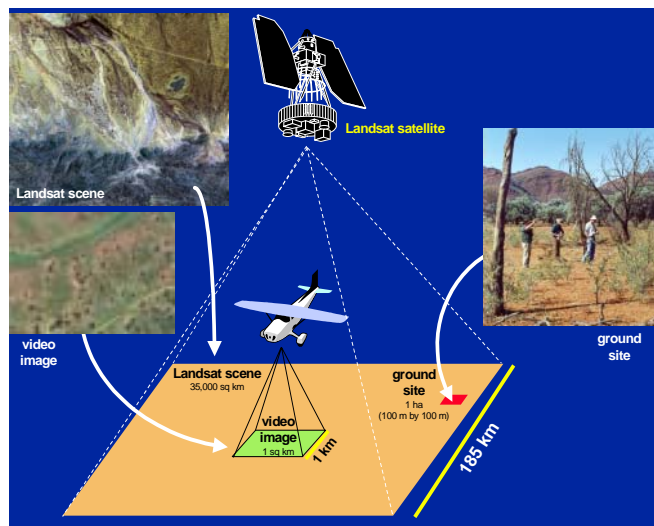 Landsat satellite
Landsat scene
video
image
ground
site
Landsat scene
35,000 sq km
ground
site
1 ha
(100 m by 100 m)
video
image
1 sq km
1 km
185 km